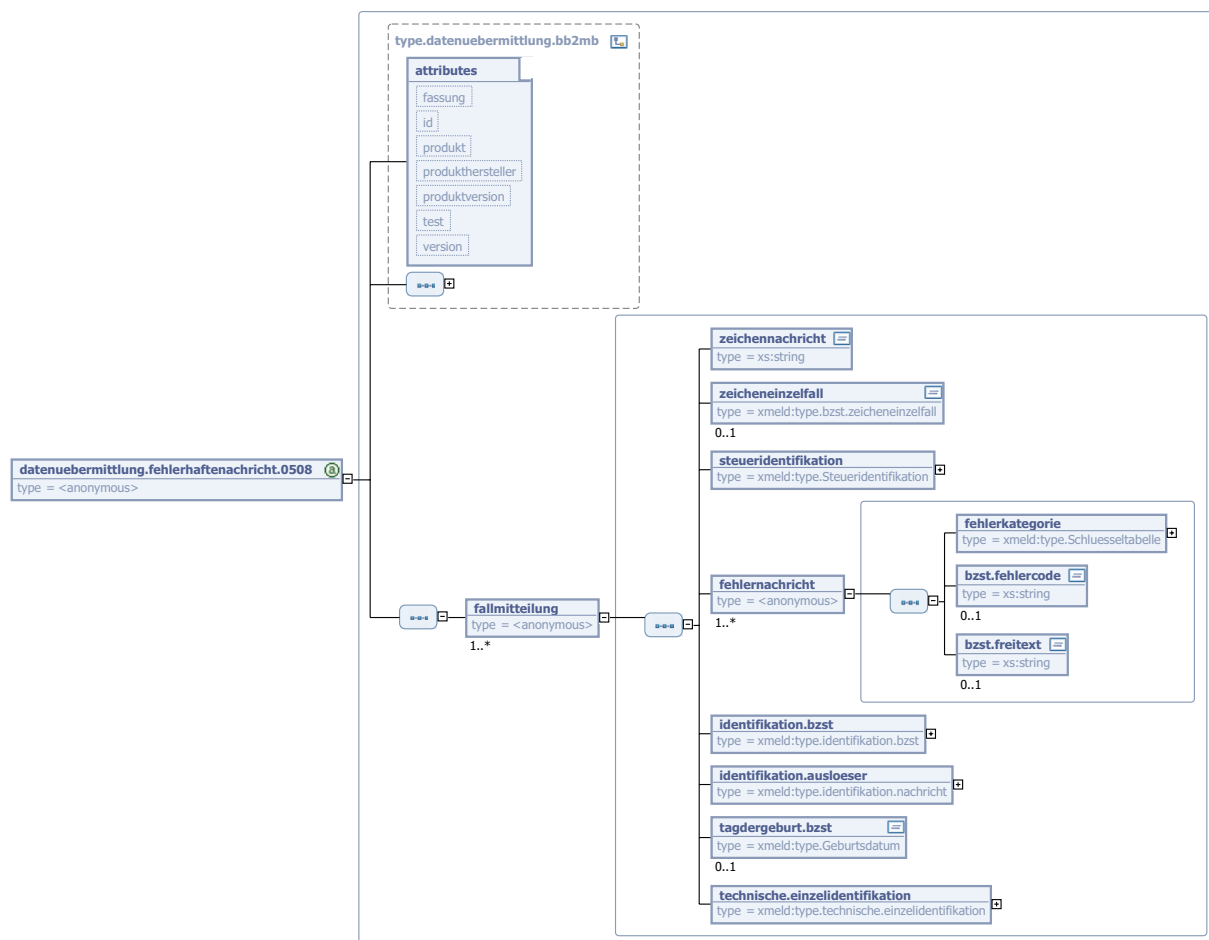 type.datenuebermittlung.bb2mb
attributes
fassung
id
produkt
produkthersteller
produktversion
test
version
datenuebermittlung.fehlerhaftenachricht.0508
type = <anonymous>
fallmitteilung
type = <anonymous>
1..*
zeichennachricht
type = xs:string
zeicheneinzelfall
type = xmeld:type.bzst.zeicheneinzelfall
0..1
steueridentifikation
type = xmeld:type.Steueridentifikation
fehlernachricht
type = <anonymous>
1..*
fehlerkategorie
type = xmeld:type.Schluesseltabelle
bzst.fehlercode
type = xs:string
0..1
bzst.freitext
type = xs:string
0..1
identifikation.bzst
type = xmeld:type.identifikation.bzst
identifikation.ausloeser
type = xmeld:type.identifikation.nachricht
tagdergeburt.bzst
type = xmeld:type.Geburtsdatum
0..1
technische.einzelidentifikation
type = xmeld:type.technische.einzelidentifikation